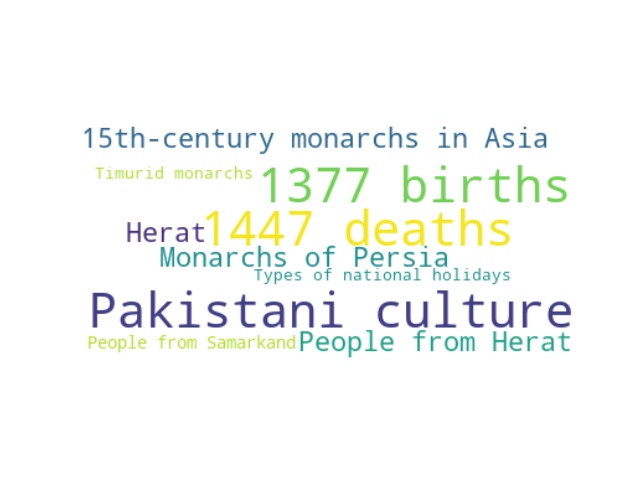 15th-century monarchs in Asia
Timurid monarchs
1377 births
Herat
1447 deaths
Monarchs of Persia
Types of national holidays
Pakistani culture
People from Samarkand
People from Herat